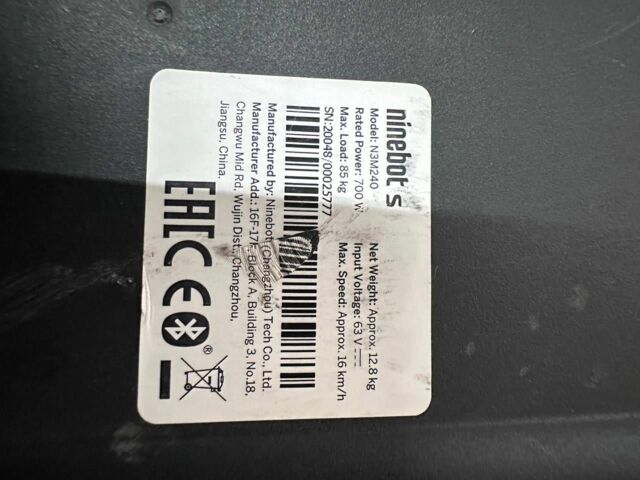 ninebot s
Model: N3M240
Rated Power: 700 W
Max. Load: 85 kg
Net Weight: Approx. 12.8 kg
Input Voltage: 63 V
Max. Speed: Approx. 16 km/h
SN:20048/00025777
Manufactured by: Ninebot (Changzhou) Tech Co., Ltd.
Manufacturer Add.: 16F-17F, Block A, Building 3, No.18,
Changwu Mid Rd, Wujin Dist., Changzhou,
Jiangsu, China.
EAC CE